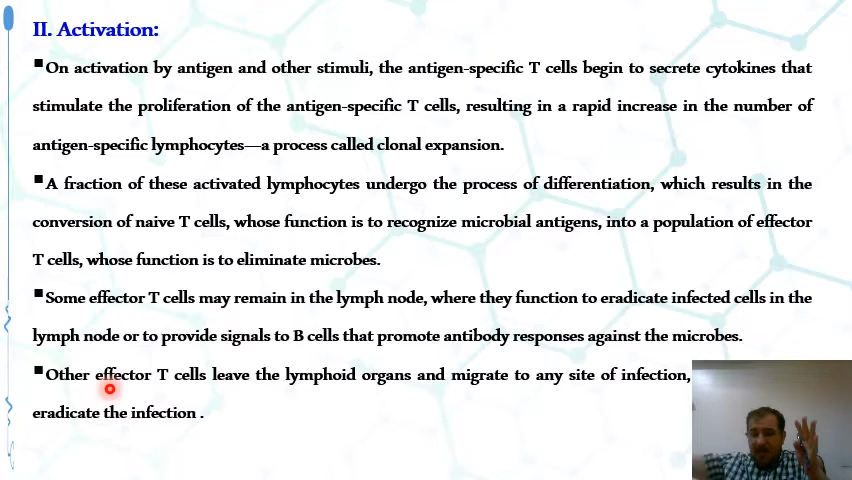 II. Activation:
▪On activation by antigen and other stimuli, the antigen-specific T cells begin to secrete cytokines that
stimulate the proliferation of the antigen-specific T cells, resulting in a rapid increase in the number of
antigen-specific lymphocytes—a process called clonal expansion.
▪A fraction of these activated lymphocytes undergo the process of differentiation, which results in the
conversion of naive T cells, whose function is to recognize microbial antigens, into a population of effector
T cells, whose function is to eliminate microbes.
▪Some effector T cells may remain in the lymph node, where they function to eradicate infected cells in the
lymph node or to provide signals to B cells that promote antibody responses against the microbes.
▪Other effector T cells leave the lymphoid organs and migrate to any site of infection,
eradicate the infection .